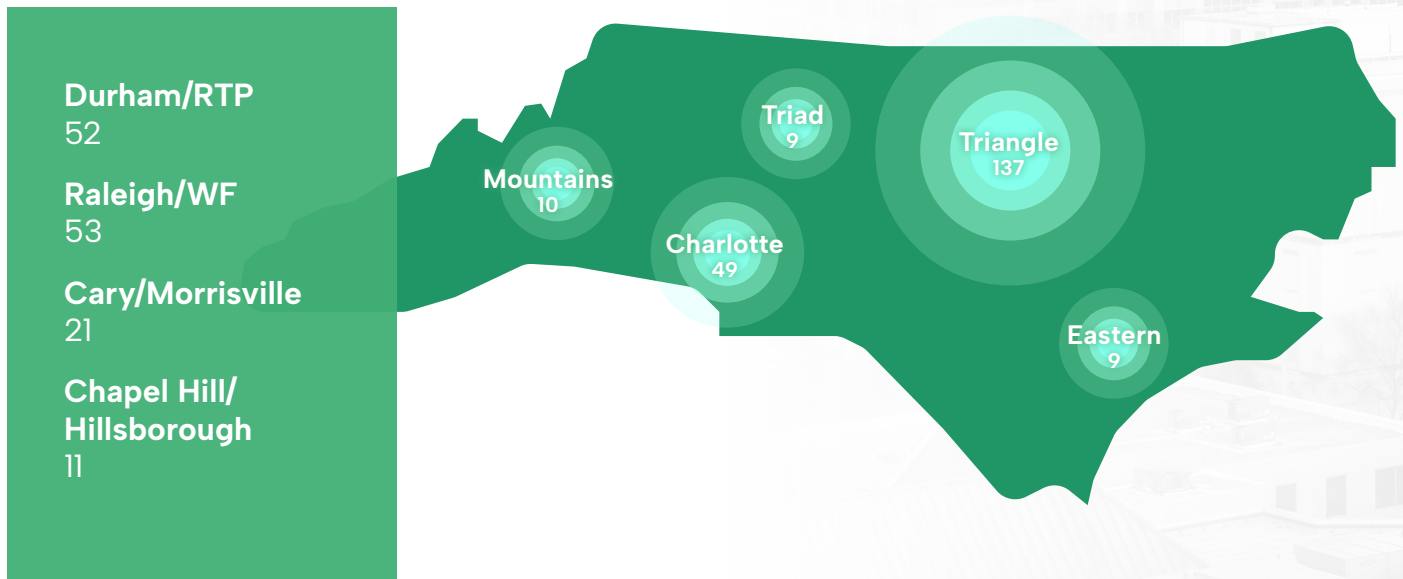 Durham/RTP
52
Raleigh/WF
53
Cary/Morrisville
21
Chapel Hill/
Hillsborough
11
Mountains
10
Triad
9
Charlotte
49
Triangle
137
Eastern
9